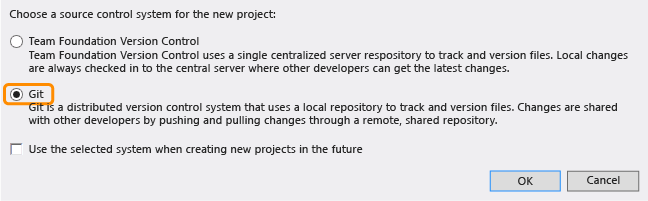 Choose a source control system for the new project:
Team Foundation Version Control
Team Foundation Version Control uses a single centralized server respository to track and version files. Local changes
are always checked in to the central server where other developers can get the latest changes.
Git
Git is a distributed version control system that uses a local repository to track and version files. Changes are shared
with other developers by pushing and pulling changes through a remote, shared repository.
Use the selected system when creating new projects in the future
OK
Cancel